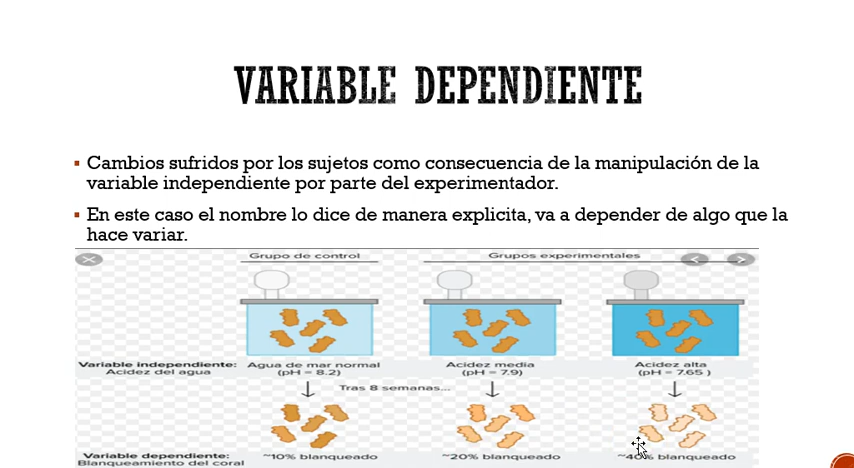 VARIABLE DEPENDIENTE
Cambios sufridos por los sujetos como consecuencia de la manipulación de la
variable independiente por parte del experimentador.
En este caso el nombre lo dice de manera explicita, va a depender de algo que la
hace variar.
Grupo de control
Grupos experimentales
Variable independiente:
Acidez del agua
Agua de mar normal
(pH = 8.2)
Acidez media
(pH = 7.9)
Acidez alta
(pH = 7.65 )
Tras 8 semanas...
Variable dependiente:
Blanqueamiento del coral
~10% blanqueado
~20% blanqueado
~40% blanqueado